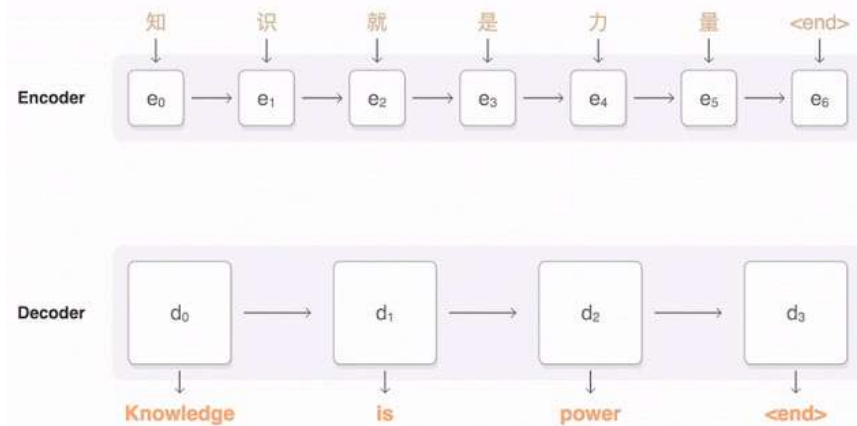 知 识 就 是 力 量 <end>
Encoder e₀ e₁ e₂ e₃ e₄ e₅ e₆
Decoder d₀ d₁ d₂ d₃
Knowledge is power <end>